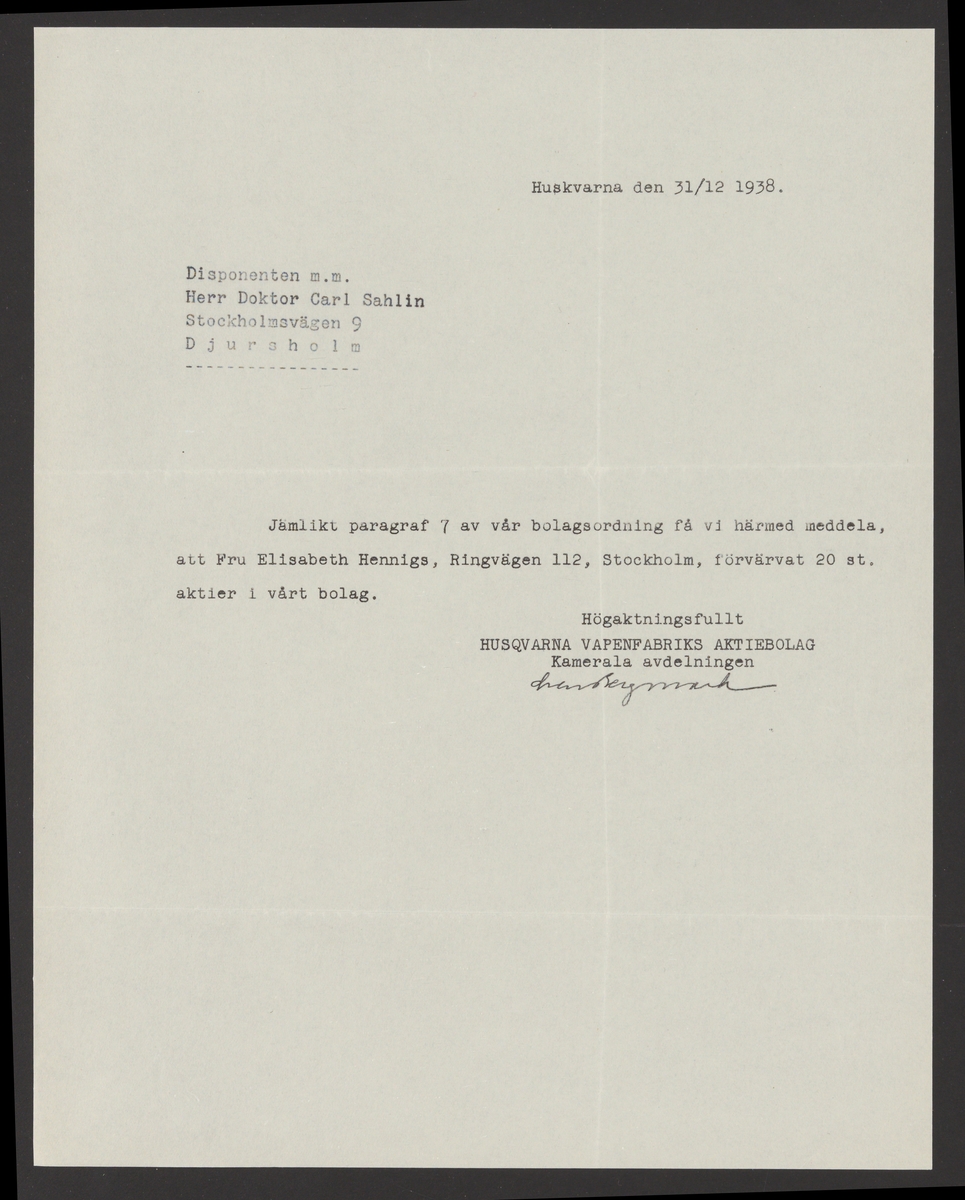 Huskvarna den 31/12 1938.
Disponenten m.m.
Herr Doktor Carl Sahlin
Stockholmsvägen 9
D j u r s h o l m
-----------------
Jämlikt paragraf 7 av vår bolagsordning få vi härmed meddela,
att Fru Elisabeth Hennigs, Ringvägen 112, Stockholm, förvärvat 20 st.
aktier i vårt bolag.
Högaktningsfullt
HUSQVARNA VAPENFABRIKS AKTIEBOLAG
Kamerala avdelningen